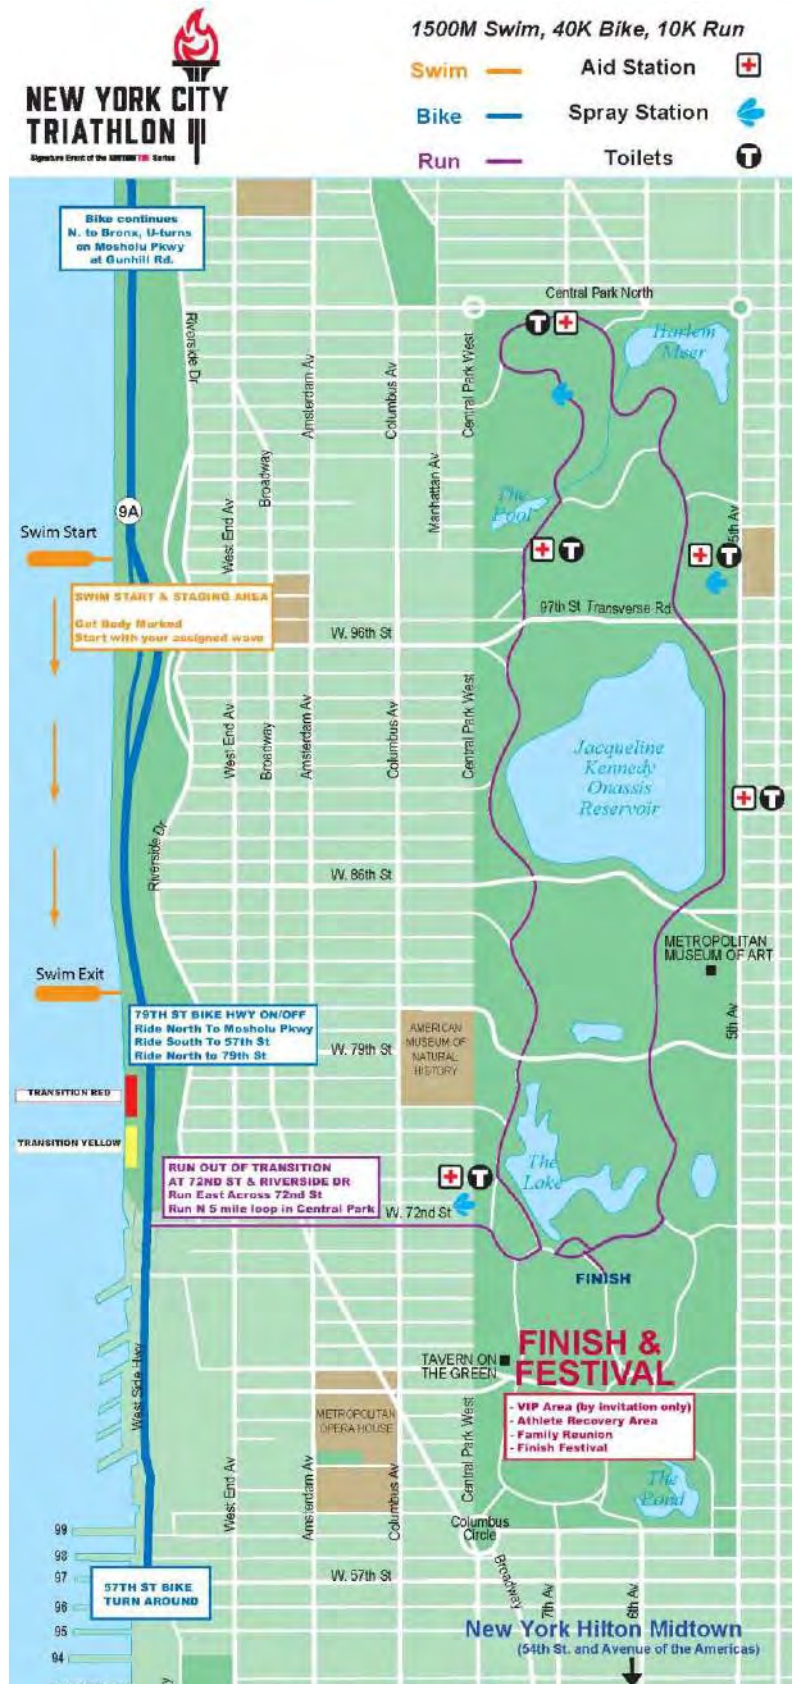 NEW YORK CITY
TRIATHLON
Signature Event of the Series
1500M Swim, 40K Bike, 10K Run
Swim
Aid Station
Bike
Spray Station
Run
Toilets
T
Bike continues
N. to Bronx, U-turns
on Mosholu Pkwy
at Gunhill Rd.
Central Park North
Riverside Dr
Amsterdam Av
Columbus Av
Central Park West
T
Harlem
Meer
Broadway
West End Av
Manhattan Av
The
Pool
9A
5th Av
Swim Start
T
T
SWIM START & STAGING AREA
Get Body Marked
Start with your assigned wave
97th St Transverse Rd
W. 96th St
West End Av
Broadway
Amsterdam Av
Columbus Av
Central Park West
Jacqueline
Kennedy
Onassis
Reservoir
T
Riverside Dr
W. 86th St
METROPOLITAN
MUSEUM OF ART
Swim Exit
79TH ST BIKE HWY ON/OFF
Ride North To Mosholu Pkwy
Ride South To 57th St
Ride North to 79th St
W. 79th St
AMERICAN
MUSEUM OF
NATURAL
HISTORY
5th Av
TRANSITION RED
TRANSITION YELLOW
RUN OUT OF TRANSITION
AT 72ND ST & RIVERSIDE DR
Run East Across 72nd St
Run N 5 mile loop in Central Park
T
The
Lake
W. 72nd St
FINISH
FINISH &
FESTIVAL
TAVERN ON
THE GREEN
- VIP Area (by invitation only)
- Athlete Recovery Area
- Family Reunion
- Finish Festival
West Side Hwy
METROPOLITAN
OPERA HOUSE
West End Av
Amsterdam Av
Columbus Av
Central Park West
The
Pond
Columbus
Circle
99
98
97
96
95
94
57TH ST BIKE
TURN AROUND
W. 57th St
Broadway
7th Av
6th Av
New York Hilton Midtown
(54th St. and Avenue of the Americas)